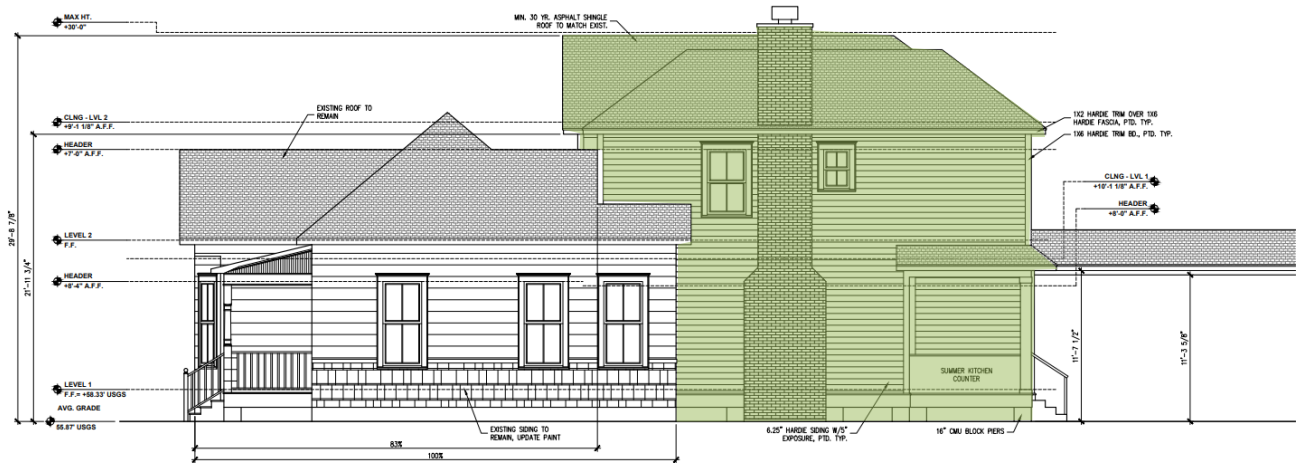 MAX HT.
+30'-0"
MIN. 30 YR. ASPHALT SHINGLE
ROOF TO MATCH EXIST.
EXISTING ROOF TO
REMAIN
CLNG - LVL 2
+9'-1 1/8" A.F.F.
HEADER
+7'-0" A.F.F.
1X2 HARDIE TRIM OVER 1X6
HARDIE FASCIA, PTD. TYP.
1X6 HARDIE TRIM BD., PTD. TYP.
CLNG - LVL 1
+10'-1 1/8" A.F.F.
HEADER
+8'-0" A.F.F.
29'-8 7/8"
21'-11 3/4"
LEVEL 2
F.F.
HEADER
+8'-4" A.F.F.
11'-7 1/2"
11'-3 5/8"
SUMMER KITCHEN
COUNTER
LEVEL 1
F.F.= +58.33' USGS
AVG. GRADE
55.87' USGS
EXISTING SIDING TO
REMAIN, UPDATE PAINT
6.25" HARDIE SIDING W/5"
EXPOSURE, PTD. TYP.
16" CMU BLOCK PIERS
83%
100%